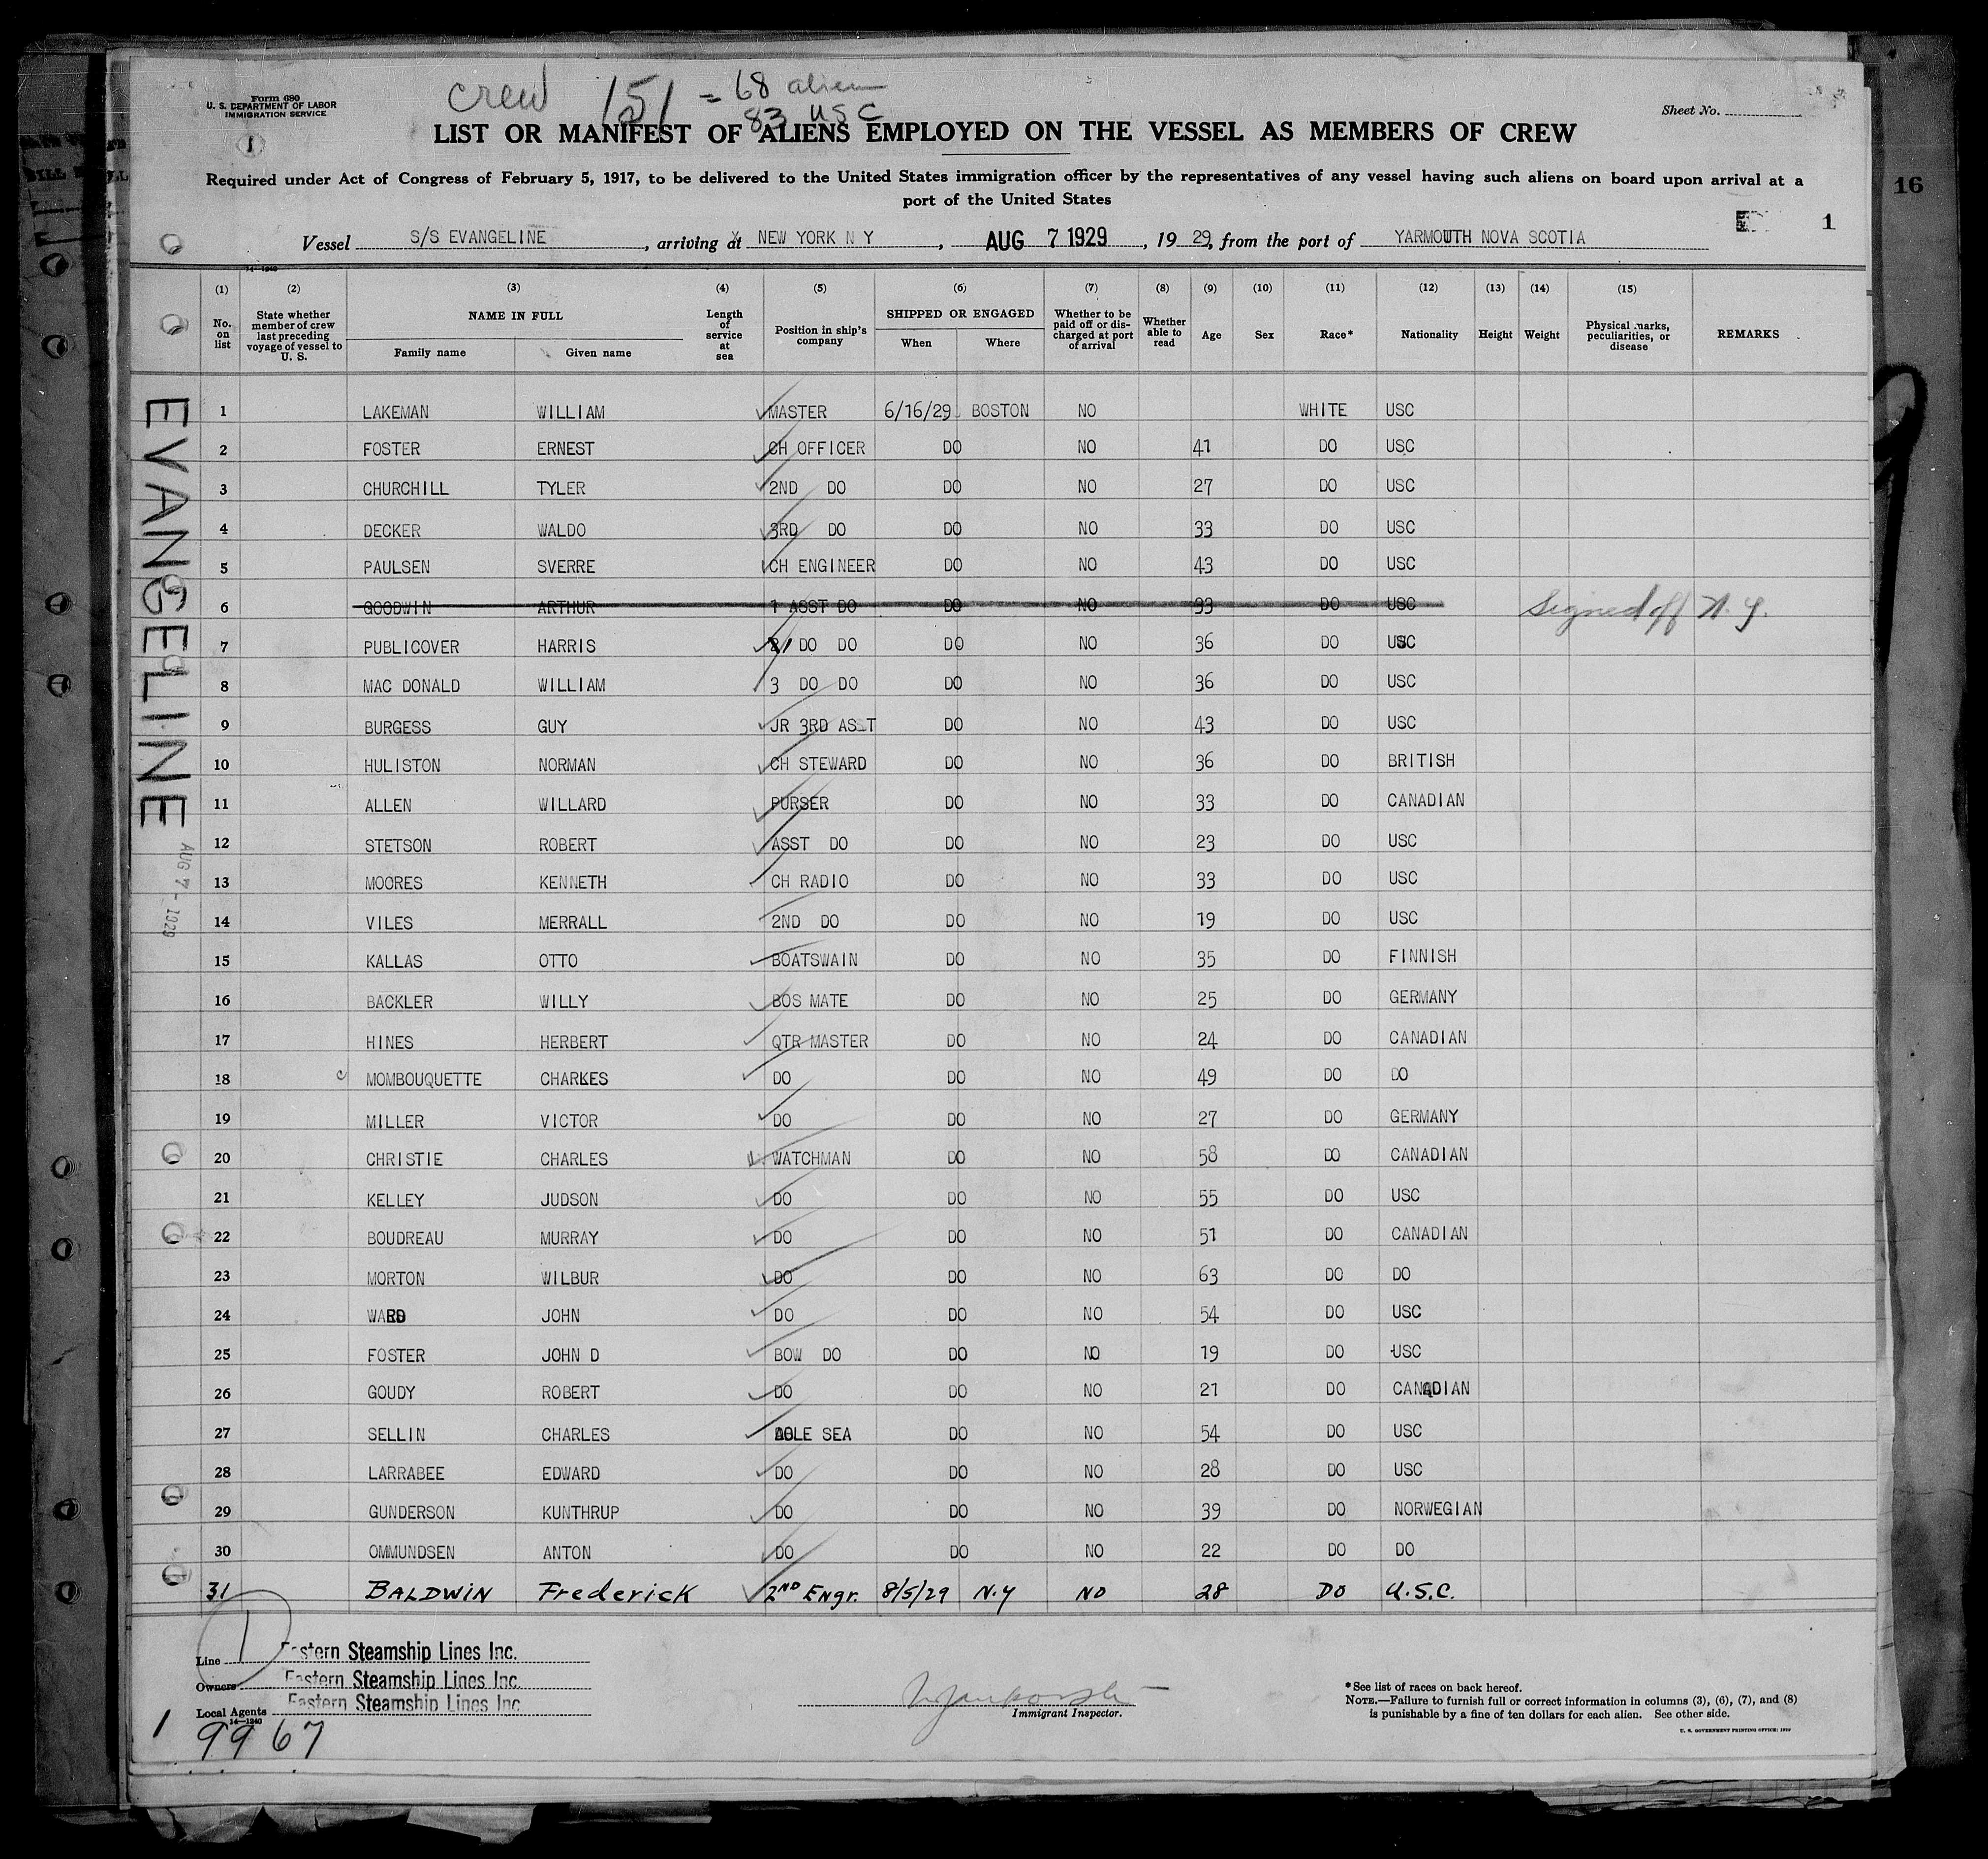 crew 151 = 68 alien
83 USC
Form 680
U. S. DEPARTMENT OF LABOR
IMMIGRATION SERVICE
1
Sheet No.
LIST OR MANIFEST OF ALIENS EMPLOYED ON THE VESSEL AS MEMBERS OF CREW
Required under Act of Congress of February 5, 1917, to be delivered to the United States immigration officer by the representatives of any vessel having such aliens on board upon arrival at a
port of the United States
16
1
Vessel S/S EVANGELINE, arriving at NEW YORK N Y, AUG 7 1929, 19 29, from the port of YARMOUTH NOVA SCOTIA
14-1240
(1) (2) (3) (4) (5) (6) (7) (8) (9) (10) (11) (12) (13) (14) (15)
No. on list
State whether member of crew last preceding voyage of vessel to U. S.
NAME IN FULL
Family name Given name
Length of service at sea
Position in ship's company
SHIPPED OR ENGAGED
When Where
Whether to be paid off or discharged at port of arrival
Whether able to read
Age Sex Race* Nationality Height Weight
Physical marks, peculiarities, or disease
REMARKS
EVANGELINE
AUG 7 - 1929
1 LAKEMAN WILLIAM MASTER 6/16/29 BOSTON NO WHITE USC
2 FOSTER ERNEST CH OFFICER DO NO 41 DO USC
3 CHURCHILL TYLER 2ND DO DO NO 27 DO USC
4 DECKER WALDO 3RD DO DO NO 33 DO USC
5 PAULSEN SVERRE CH ENGINEER DO NO 43 DO USC
6 GOODWIN ARTHUR 1 ASST DO DO NO 33 DO USC Signed off N. Y.
7 PUBLICOVER HARRIS 1 DO DO DO NO 36 DO USC
8 MAC DONALD WILLIAM 3 DO DO DO NO 36 DO USC
9 BURGESS GUY JR 3RD AS T DO NO 43 DO USC
10 HULISTON NORMAN CH STEWARD DO NO 36 DO BRITISH
11 ALLEN WILLARD PURSER DO NO 33 DO CANADIAN
12 STETSON ROBERT ASST DO DO NO 23 DO USC
13 MOORES KENNETH CH RADIO DO NO 33 DO USC
14 VILES MERRALL 2ND DO DO NO 19 DO USC
15 KALLAS OTTO BOATSWAIN DO NO 35 DO FINNISH
16 BACKLER WILLY BOS MATE DO NO 25 DO GERMANY
17 HINES HERBERT QTR MASTER DO NO 24 DO CANADIAN
18 c MOMBOUQUETTE CHARKES DO DO NO 49 DO DO
19 MILLER VICTOR DO DO NO 27 DO GERMANY
20 CHRISTIE CHARLES WATCHMAN DO NO 58 DO CANADIAN
21 KELLEY JUDSON DO DO NO 55 DO USC
22 BOUDREAU MURRAY DO DO NO 51 DO CANADIAN
23 MORTON WILBUR DO DO NO 63 DO DO
24 WARD JOHN DO DO NO 54 DO USC
25 FOSTER JOHN D BOW DO DO NO 19 DO USC
26 GOUDY ROBERT DO DO NO 21 DO CANADIAN
27 SELLIN CHARLES ABLE SEA DO NO 54 DO USC
28 LARRABEE EDWARD DO DO NO 28 DO USC
29 GUNDERSON KUNTHRUP DO DO NO 39 DO NORWEGIAN
30 OMMUNDSEN ANTON DO DO NO 22 DO DO
31 BALDWIN Frederick 2ND Engr. 8/5/29 N.Y NO 28 DO U.S.C.
1
Line Eastern Steamship Lines Inc.
Owners Eastern Steamship Lines Inc.
Local Agents Eastern Steamship Lines Inc
14-1240
1 9967
Immigrant Inspector.
*See list of races on back hereof.
NOTE.—Failure to furnish full or correct information in columns (3), (6), (7), and (8)
is punishable by a fine of ten dollars for each alien. See other side.
U. S. GOVERNMENT PRINTING OFFICE: 1929